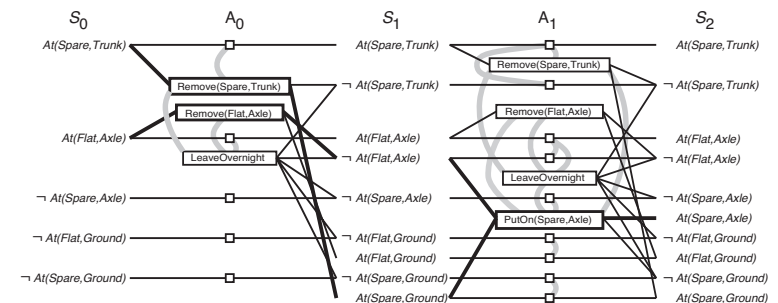 S0 A0 S1 A1 S2
At(Spare,Trunk) At(Spare,Trunk) At(Spare,Trunk)
Remove(Spare,Trunk)
Remove(Spare,Trunk) ¬ At(Spare,Trunk) ¬ At(Spare,Trunk)
Remove(Flat,Axle) Remove(Flat,Axle)
At(Flat,Axle) At(Flat,Axle) At(Flat,Axle)
LeaveOvernight ¬ At(Flat,Axle) ¬ At(Flat,Axle)
LeaveOvernight
¬ At(Spare,Axle) ¬ At(Spare,Axle) ¬ At(Spare,Axle)
PutOn(Spare,Axle) At(Spare,Axle)
¬ At(Flat,Ground) ¬ At(Flat,Ground) ¬ At(Flat,Ground)
At(Flat,Ground) At(Flat,Ground)
¬ At(Spare,Ground) ¬ At(Spare,Ground) ¬ At(Spare,Ground)
At(Spare,Ground) At(Spare,Ground)